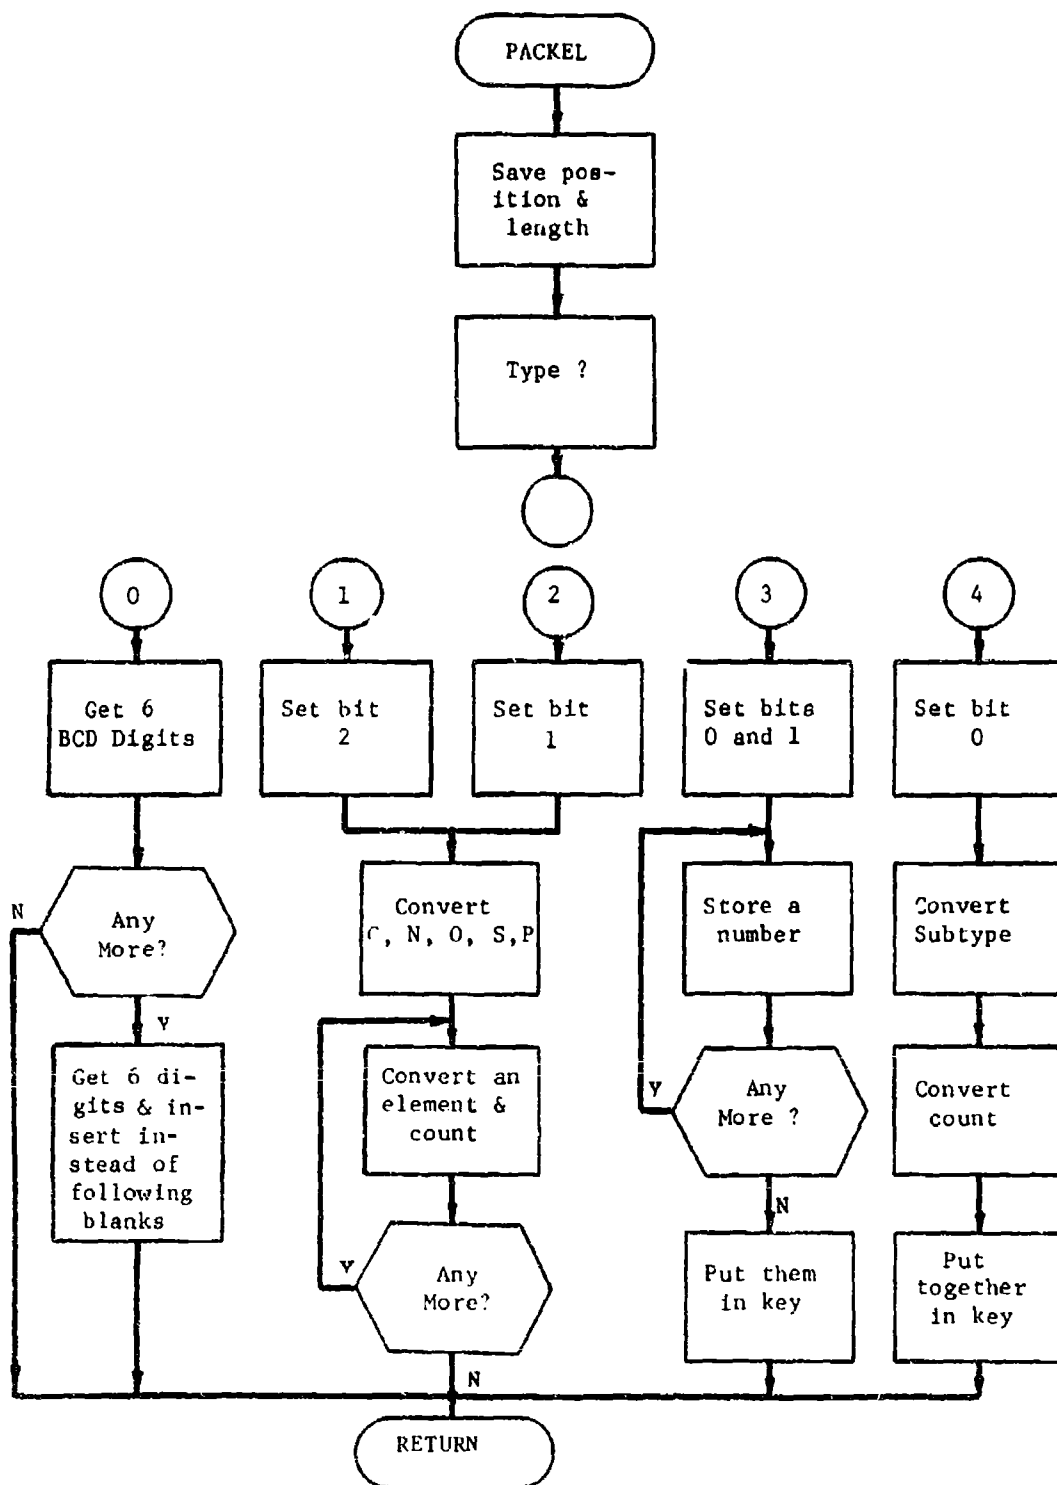 PACKEL
Save pos-
ition &
length
Type ?
0
1
2
3
4
Get 6
BCD Digits
Set bit
2
Set bit
1
Set bits
0 and 1
Set bit
0
N
Any
More?
Y
Get 6 di-
gits & in-
sert in-
stead of
following
blanks
Convert
C, N, O, S,P
Convert an
element &
count
Y
Any
More?
N
Store a
number
Y
Any
More ?
N
Put them
in key
Convert
Subtype
Convert
count
Put
together
in key
RETURN